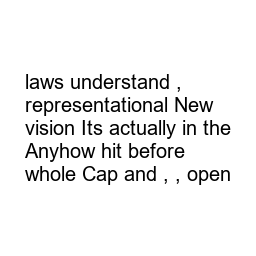 laws understand ,
representational New
vision Its actually in the
Anyhow hit before
whole Cap and , , open